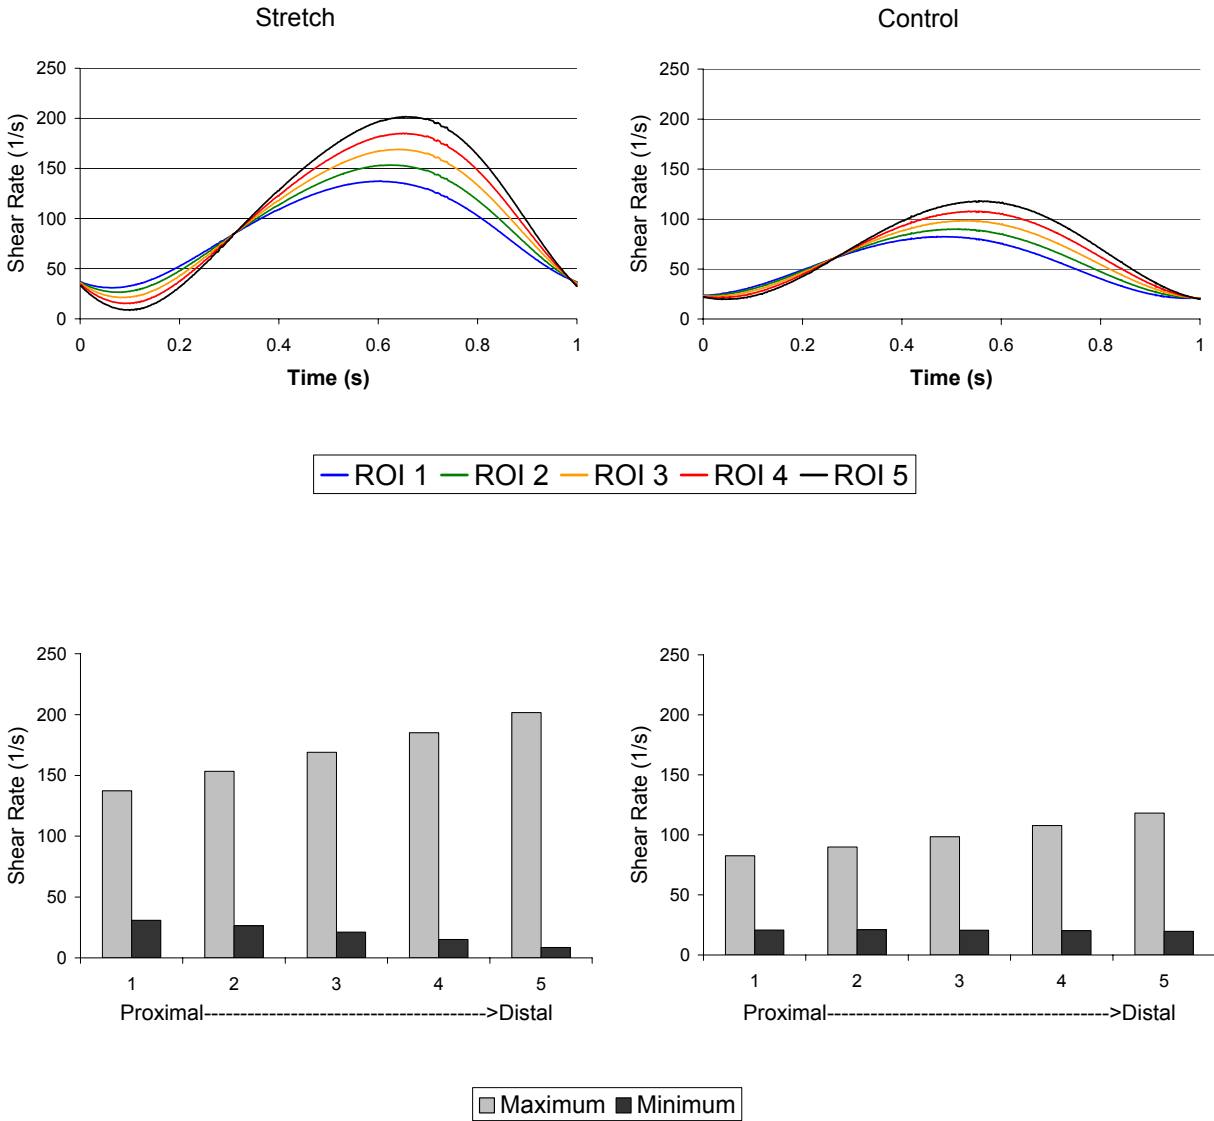 Stretch
Control
250
200
150
100
50
0
Shear Rate (1/s)
0 0.2 0.4 0.6 0.8 1
Time (s)
250
200
150
100
50
0
Shear Rate (1/s)
0 0.2 0.4 0.6 0.8 1
Time (s)
ROI 1 ROI 2 ROI 3 ROI 4 ROI 5
250
200
150
100
50
0
Shear Rate (1/s)
1 2 3 4 5
Proximal--------------------------------------->Distal
250
200
150
100
50
0
Shear Rate (1/s)
1 2 3 4 5
Proximal--------------------------------------->Distal
Maximum Minimum